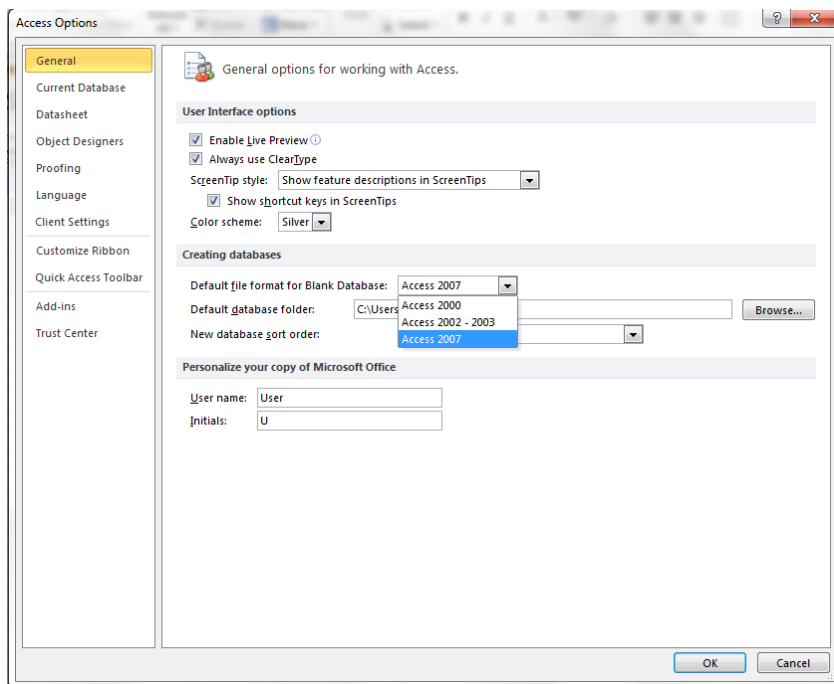 Access Options
General
Current Database
Datasheet
Object Designers
Proofing
Language
Client Settings
Customize Ribbon
Quick Access Toolbar
Add-ins
Trust Center
General options for working with Access.
User Interface options
Enable Live Preview
Always use ClearType
ScreenTip style: Show feature descriptions in ScreenTips
Show shortcut keys in ScreenTips
Color scheme: Silver
Creating databases
Default file format for Blank Database: Access 2007
Access 2000
Default database folder: C:\Users Browse...
Access 2002 - 2003
New database sort order:
Access 2007
Personalize your copy of Microsoft Office
User name: User
Initials: U
OK Cancel